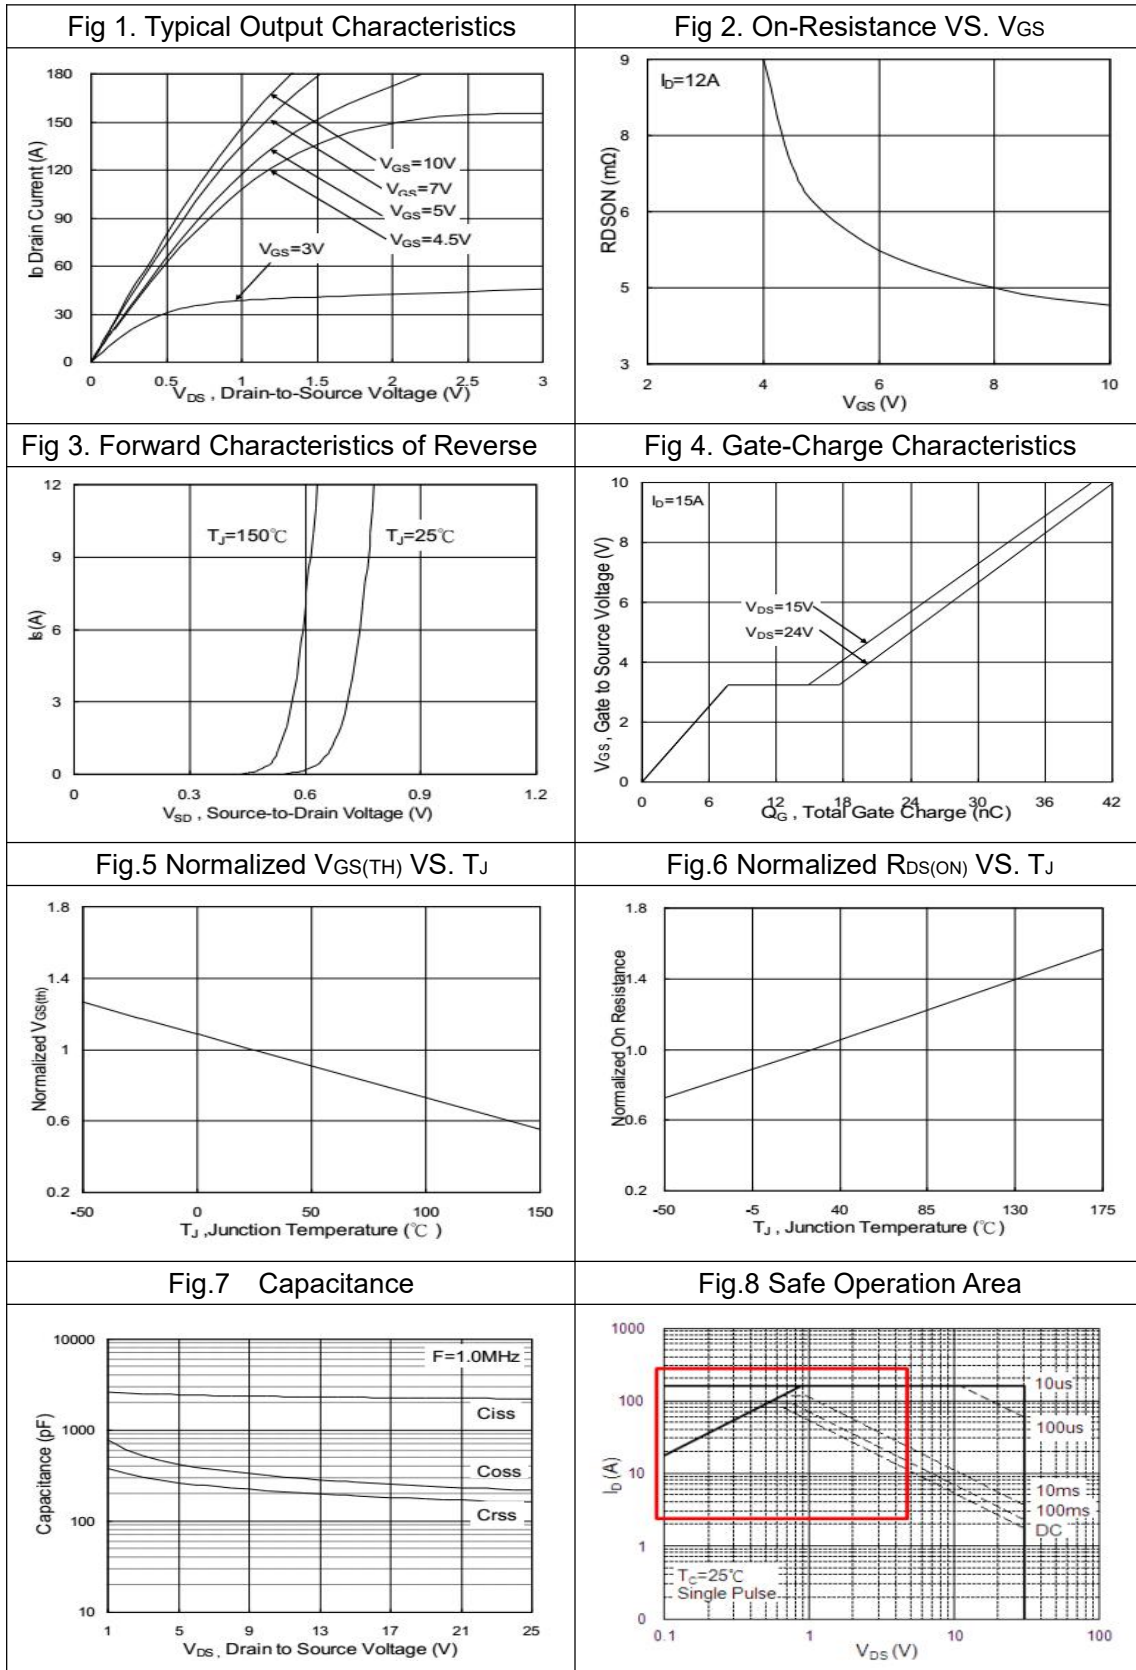 Fig 1. Typical Output Characteristics
180
150
120
90
60
30
0
ID Drain Current (A)
VGS=10V
VGS=7V
VGS=5V
VGS=4.5V
VGS=3V
0 0.5 1 1.5 2 2.5 3
VDS , Drain-to-Source Voltage (V)
Fig 2. On-Resistance VS. VGS
ID=12A
9
8
6
5
3
RDSON (mΩ)
2 4 6 8 10
VGS (V)
Fig 3. Forward Characteristics of Reverse
12
9
6
3
0
IS(A)
TJ=150℃
TJ=25℃
0 0.3 0.6 0.9 1.2
VSD , Source-to-Drain Voltage (V)
Fig 4. Gate-Charge Characteristics
ID=15A
10
8
6
4
2
0
VGS , Gate to Source Voltage (V)
VDS=15V
VDS=24V
0 6 12 18 24 30 36 42
QG , Total Gate Charge (nC)
Fig.5 Normalized VGS(TH) VS. TJ
1.8
1.4
1
0.6
0.2
Normalized VGS(th)
-50 0 50 100 150
TJ ,Junction Temperature (℃ )
Fig.6 Normalized RDS(ON) VS. TJ
1.8
1.4
1.0
0.6
0.2
Normalized On Resistance
-50 -5 40 85 130 175
TJ , Junction Temperature (℃)
Fig.7 Capacitance
10000
1000
100
10
Capacitance (pF)
F=1.0MHz
Ciss
Coss
Crss
1 5 9 13 17 21 25
VDS , Drain to Source Voltage (V)
Fig.8 Safe Operation Area
1000
100
10
1
0
ID (A)
10us
100us
10ms
100ms
DC
TC=25℃
Single Pulse
0.1 1 10 100
VDS (V)